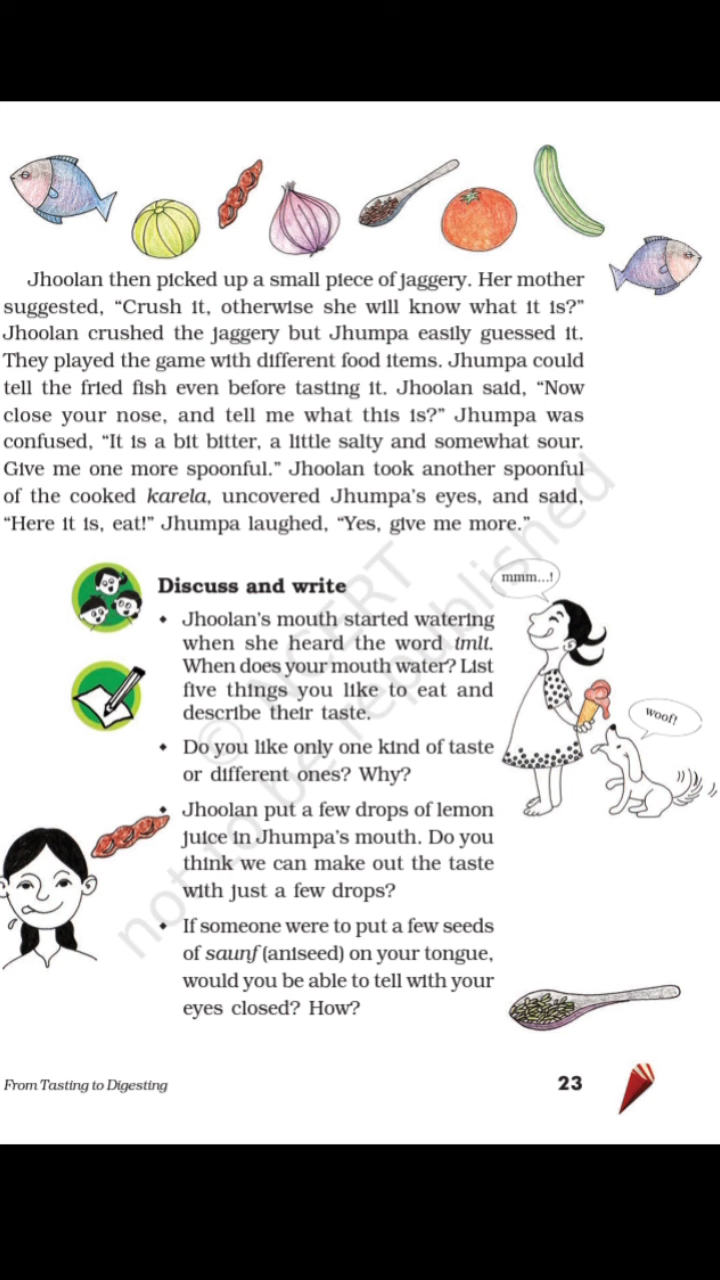 Jhoolan then picked up a small piece of jaggery. Her mother
suggested, “Crush it, otherwise she will know what it is?”
Jhoolan crushed the jaggery but Jhumpa easily guessed it.
They played the game with different food items. Jhumpa could
tell the fried fish even before tasting it. Jhoolan said, “Now
close your nose, and tell me what this is?” Jhumpa was
confused, “It is a bit bitter, a little salty and somewhat sour.
Give me one more spoonful.” Jhoolan took another spoonful
of the cooked karela, uncovered Jhumpa’s eyes, and said,
“Here it is, eat!” Jhumpa laughed, “Yes, give me more.”
Discuss and write
• Jhoolan’s mouth started watering
when she heard the word imli.
When does your mouth water? List
five things you like to eat and
describe their taste.
• Do you like only one kind of taste
or different ones? Why?
• Jhoolan put a few drops of lemon
juice in Jhumpa’s mouth. Do you
think we can make out the taste
with just a few drops?
• If someone were to put a few seeds
of saunf (aniseed) on your tongue,
would you be able to tell with your
eyes closed? How?
mmm...!
woof!
© NCERT
not to be republished
From Tasting to Digesting
23